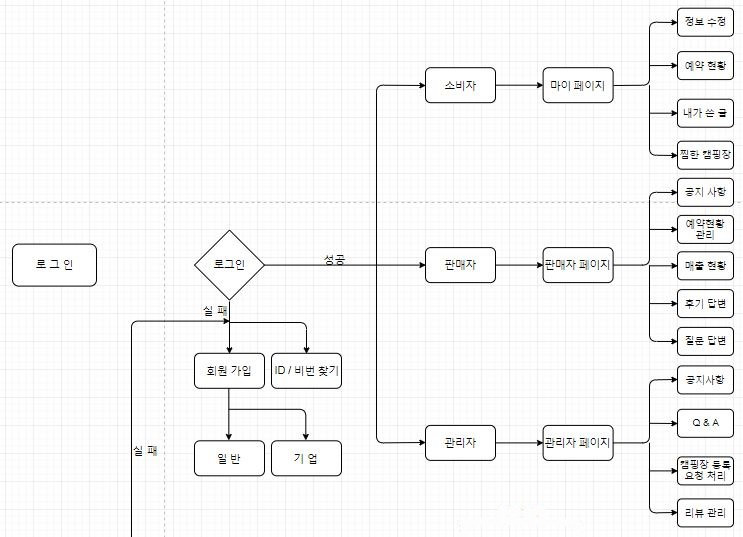 정보 수정
예약 현황
소비자
마이 페이지
내가 쓴 글
찜한 캠핑장
공지 사항
예약현황
관리
로 그 인
로그인
성공
판매자
판매자 페이지
매출 현황
후기 답변
실 패
질문 답변
회원 가입
ID / 비번 찾기
공지사항
Q & A
관리자
관리자 페이지
실 패
일 반
기 업
캠핑장 등록
요청 처리
리뷰 관리